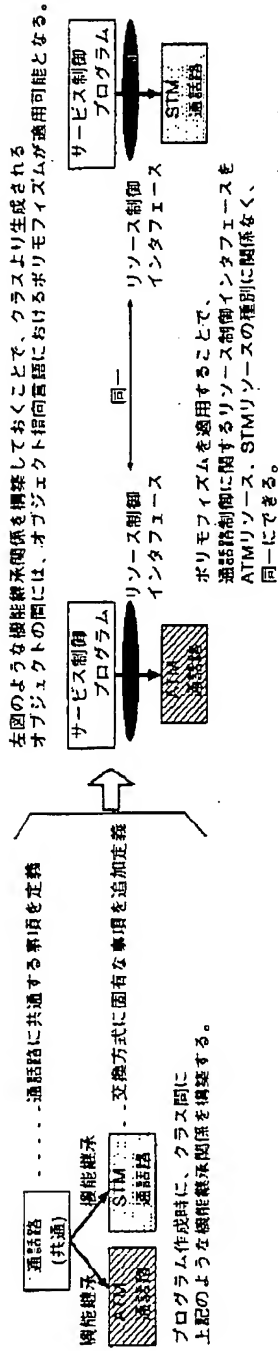 通話路
(共通)
- - - - -通話路に共通する事項を定義
機能継承
機能継承
ATM
通話路
STM
通話路
- - -交換方式に固有な事項を追加定義
プログラム作成時に、クラス間に
上記のような機能継承関係を構築する。
左図のような機能継承関係を構築しておくことで、クラスより生成される
オブジェクトの間には、オブジェクト指向言語におけるポリモフィズムが適用可能となる。
サービス制御
プログラム
リソース制御
インタフェース
ATM
通話路
同一
サービス制御
プログラム
リソース制御
インタフェース
STM
通話路
ポリモフィズムを適用することで、
通話路制御に関するリソース制御インタフェースを
ATMリソース、STMリソースの種別に関係なく、
同一にできる。